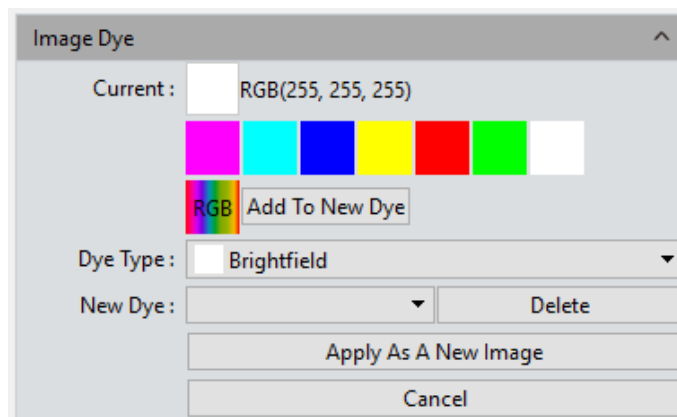 Image Dye
Current : RGB(255, 255, 255)
RGB Add To New Dye
Dye Type : Brightfield
New Dye : Delete
Apply As A New Image
Cancel